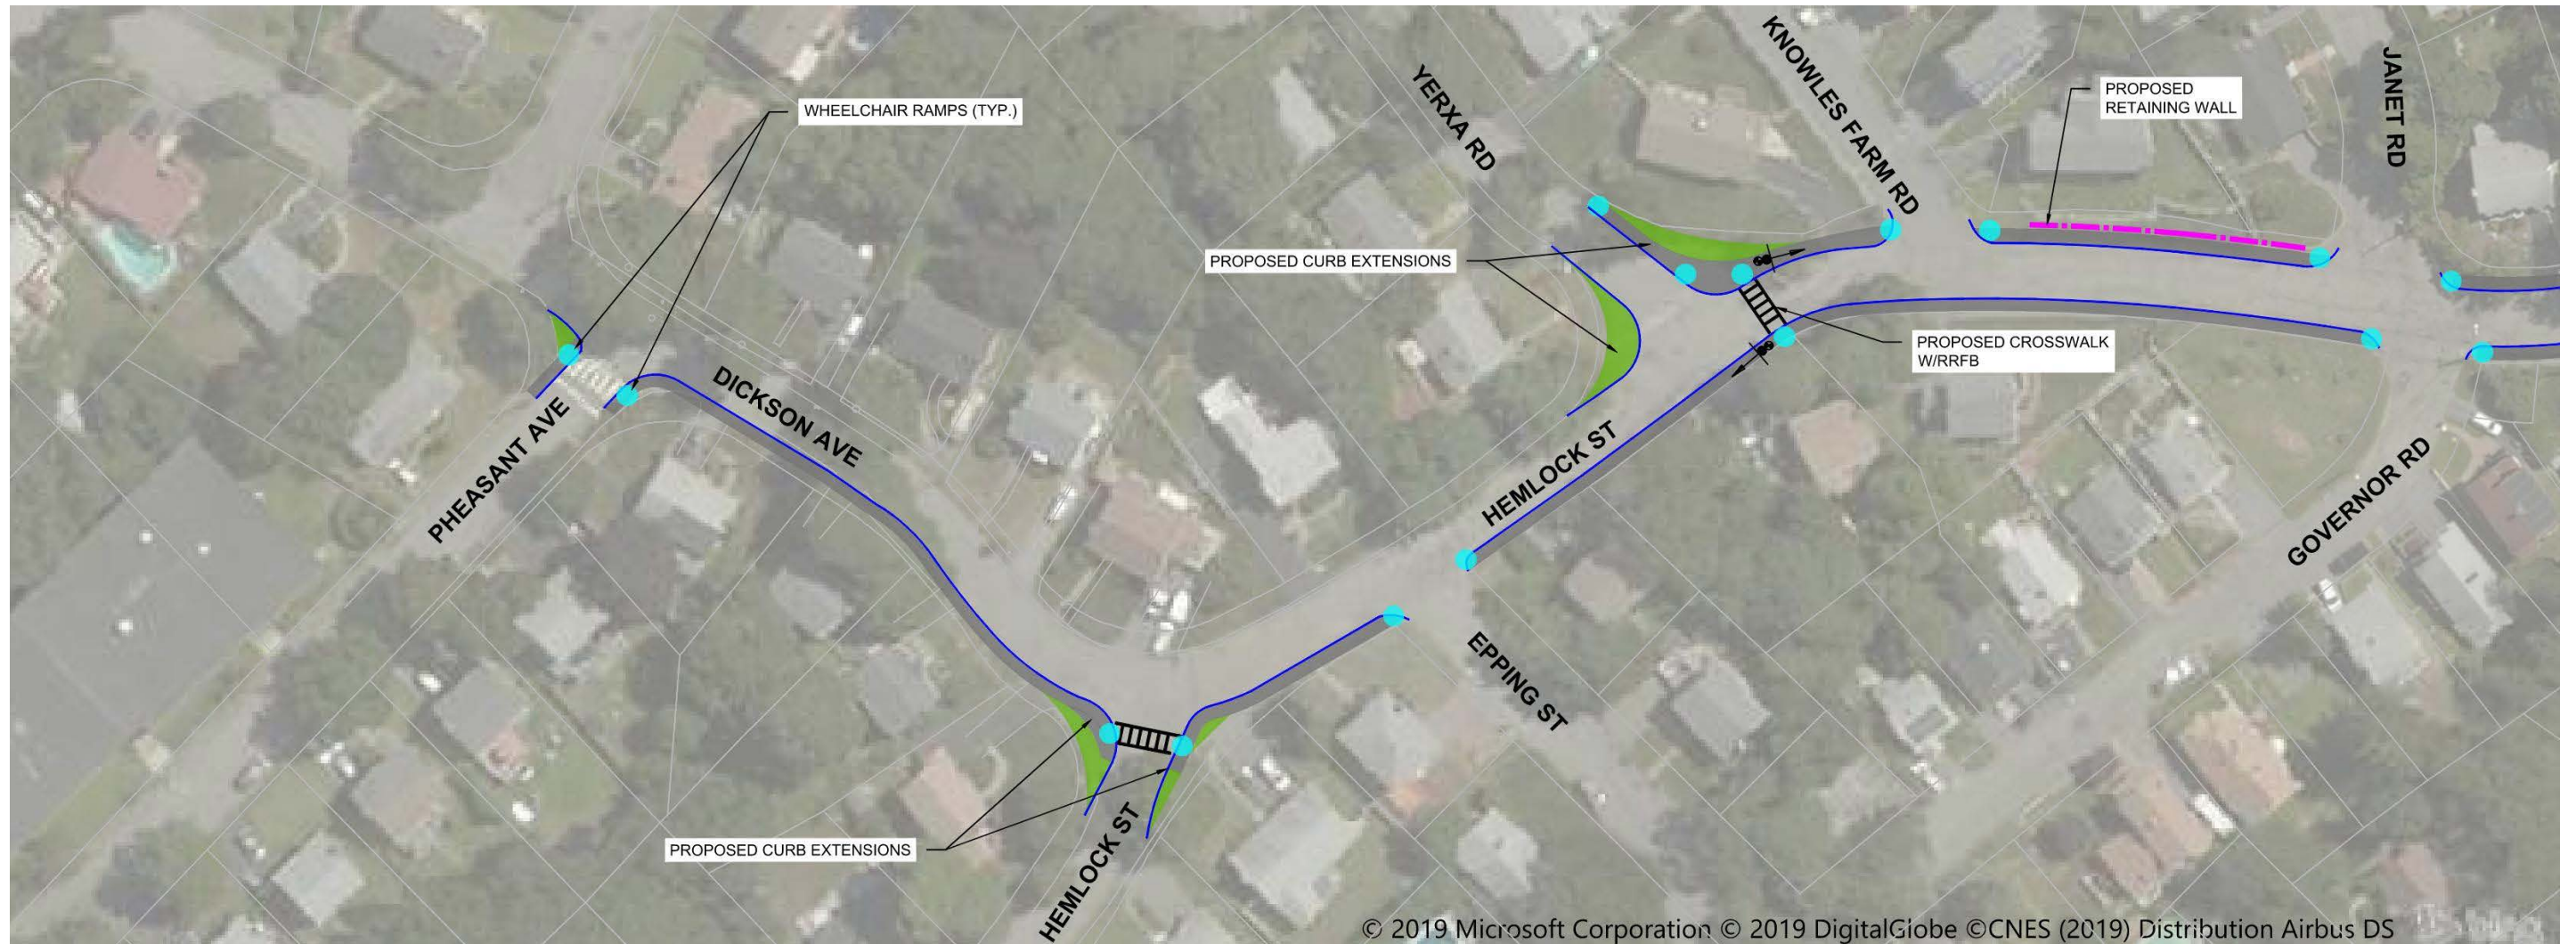 KNOWLES FARM RD
JANET RD
YERXA RD
PROPOSED
RETAINING WALL
WHEELCHAIR RAMPS (TYP.)
PROPOSED CURB EXTENSIONS
PROPOSED CROSSWALK
W/RRFB
DICKSON AVE
PHEASANT AVE
HEMLOCK ST
GOVERNOR RD
EPPING ST
PROPOSED CURB EXTENSIONS
HEMLOCK ST
© 2019 Microsoft Corporation © 2019 DigitalGlobe ©CNES (2019) Distribution Airbus DS